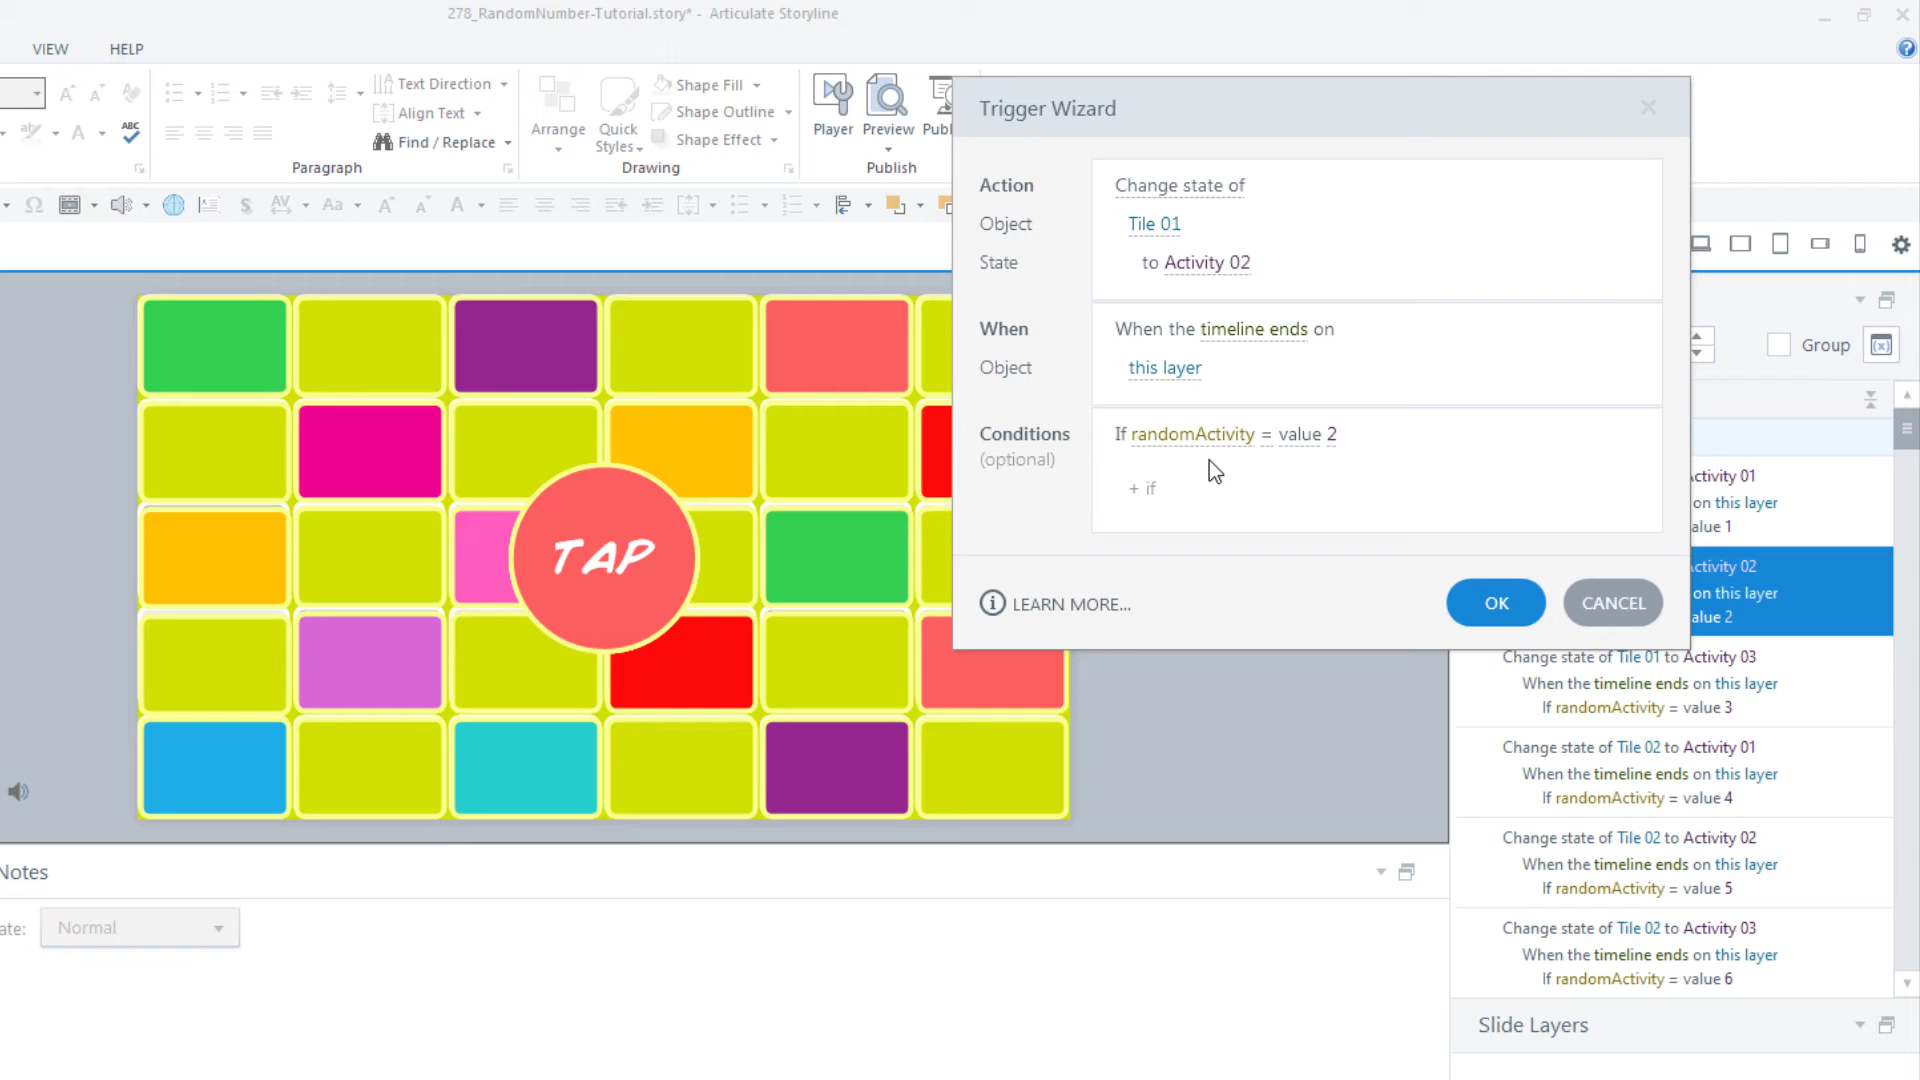 278_RandomNumber-Tutorial.story* - Articulate Storyline
VIEW HELP
Text Direction
Align Text
Find / Replace
Paragraph
Arrange
Quick Styles
Shape Fill
Shape Outline
Shape Effect
Drawing
Player
Preview
Publ
Publish
ABC
AV
Aa
Trigger Wizard
Action Change state of
Object Tile 01
State to Activity 02
When When the timeline ends on
Object this layer
Conditions If randomActivity = value 2
(optional)
+ if
LEARN MORE...
OK CANCEL
Group
(x)
TAP
ctivity 01
on this layer
alue 1
ctivity 02
on this layer
alue 2
Change state of Tile 01 to Activity 03
When the timeline ends on this layer
If randomActivity = value 3
Change state of Tile 02 to Activity 01
When the timeline ends on this layer
If randomActivity = value 4
Change state of Tile 02 to Activity 02
When the timeline ends on this layer
If randomActivity = value 5
Change state of Tile 02 to Activity 03
When the timeline ends on this layer
If randomActivity = value 6
Slide Layers
Notes
ate: Normal